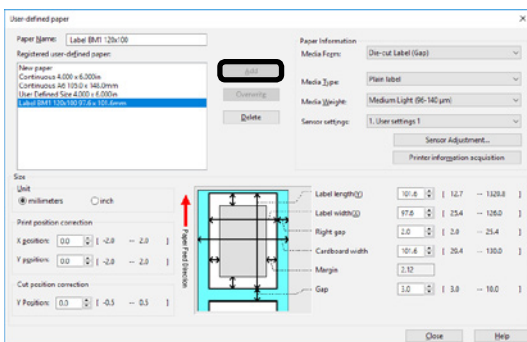 User-defined paper
Paper Name: Label BM1 120x100
Registered user-defined paper:
New paper
Continuous 4.000 x 6.000in
Continuous A6 105.0 x 148.0mm
User Defined Size 4.000 x 6.000in
Label BM1 120x100 97.6 x 101.6mm
Add
Overwrite
Delete
Paper Information
Media Form: Die-cut Label (Gap)
Media Type: Plain label
Media Weight: Medium Light (96-140 μm)
Sensor settings: 1. User settings 1
Sensor Adjustment...
Printer information acquisition
Size
Unit
millimeters inch
Print position correction
X position: 0.0 [ -2.0 -- 2.0 ]
Y position: 0.0 [ -2.0 -- 2.0 ]
Cut position correction
Y Position: 0.0 [ -0.5 -- 0.5 ]
Paper Feed Direction
Label length(Y) 101.6 [ 12.7 -- 1320.8 ]
Label width(X) 97.6 [ 25.4 -- 126.0 ]
Right gap 2.0 [ 2.0 -- 25.4 ]
Cardboard width 101.6 [ 29.4 -- 130.0 ]
Margin 2.12
Gap 3.0 [ 3.0 -- 10.0 ]
Close Help